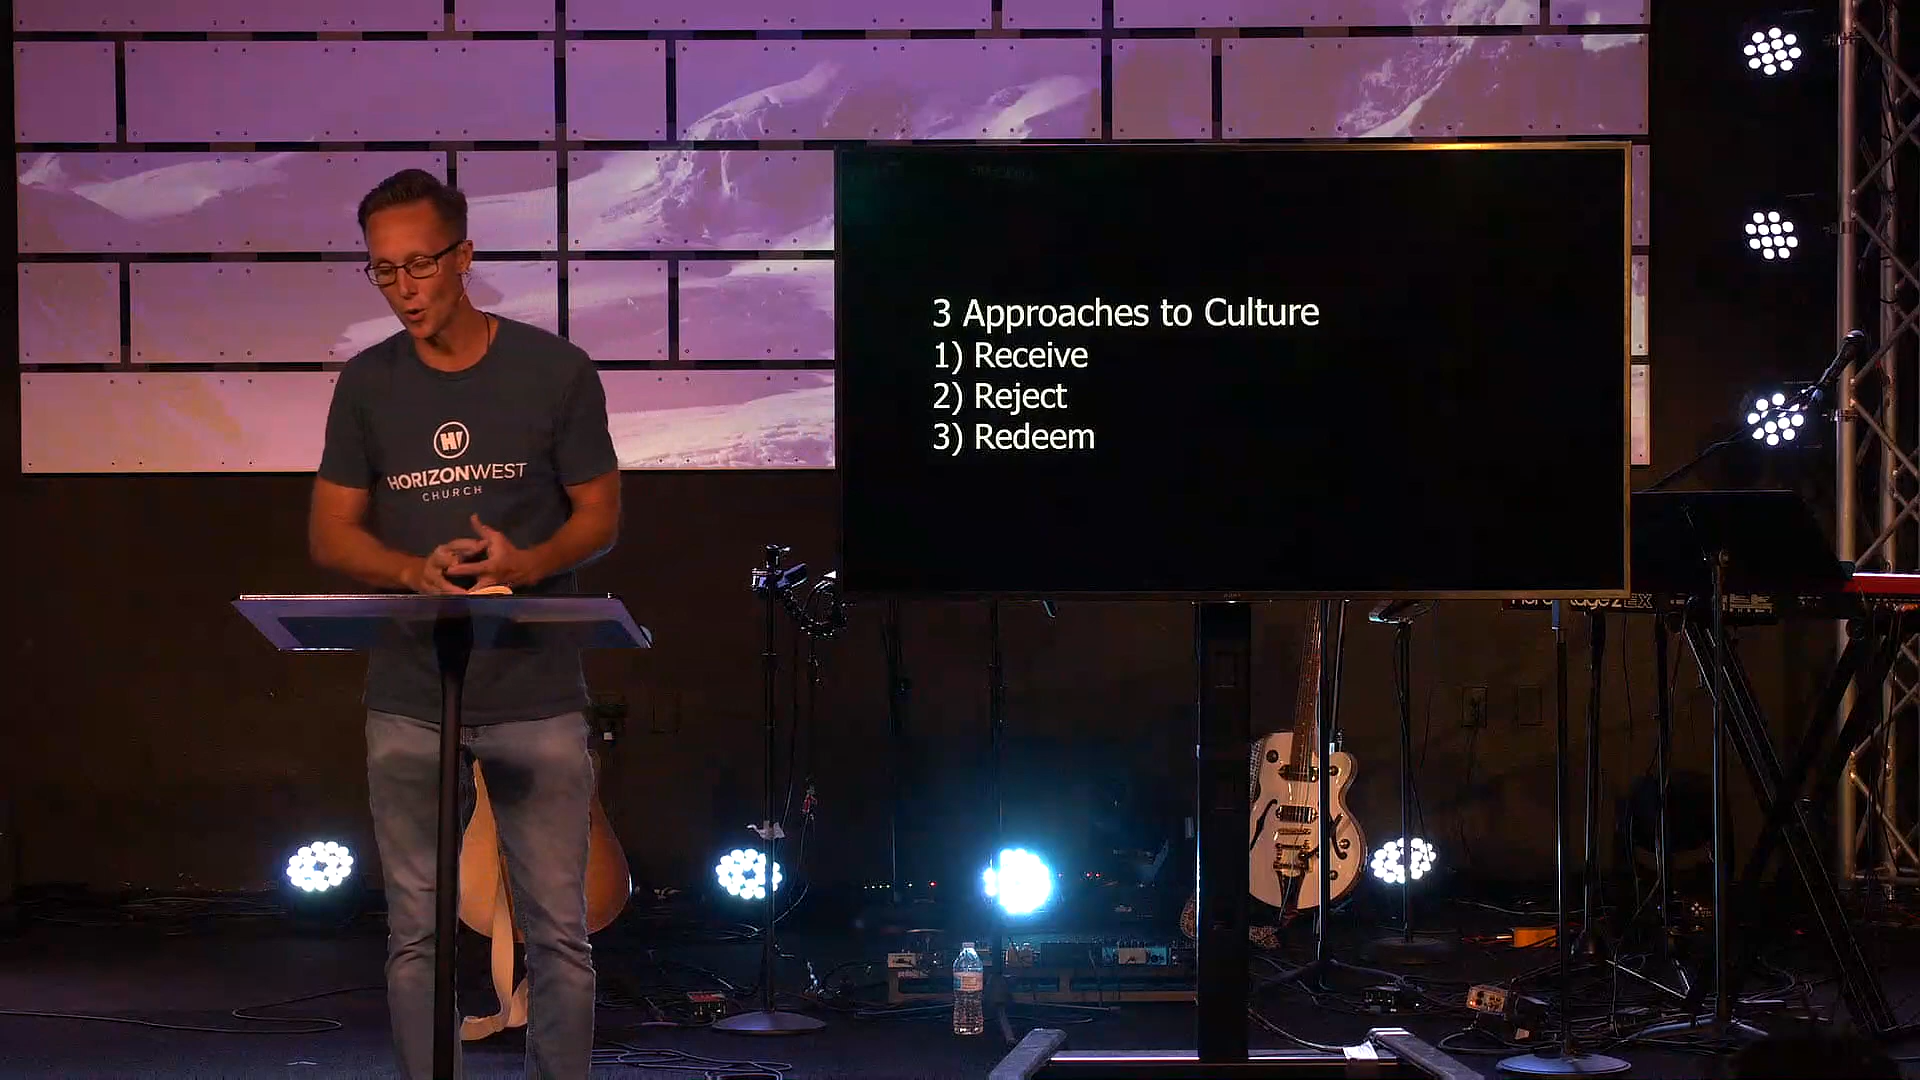 3 Approaches to Culture
1) Receive
2) Reject
3) Redeem
H
HORIZONWEST
CHURCH